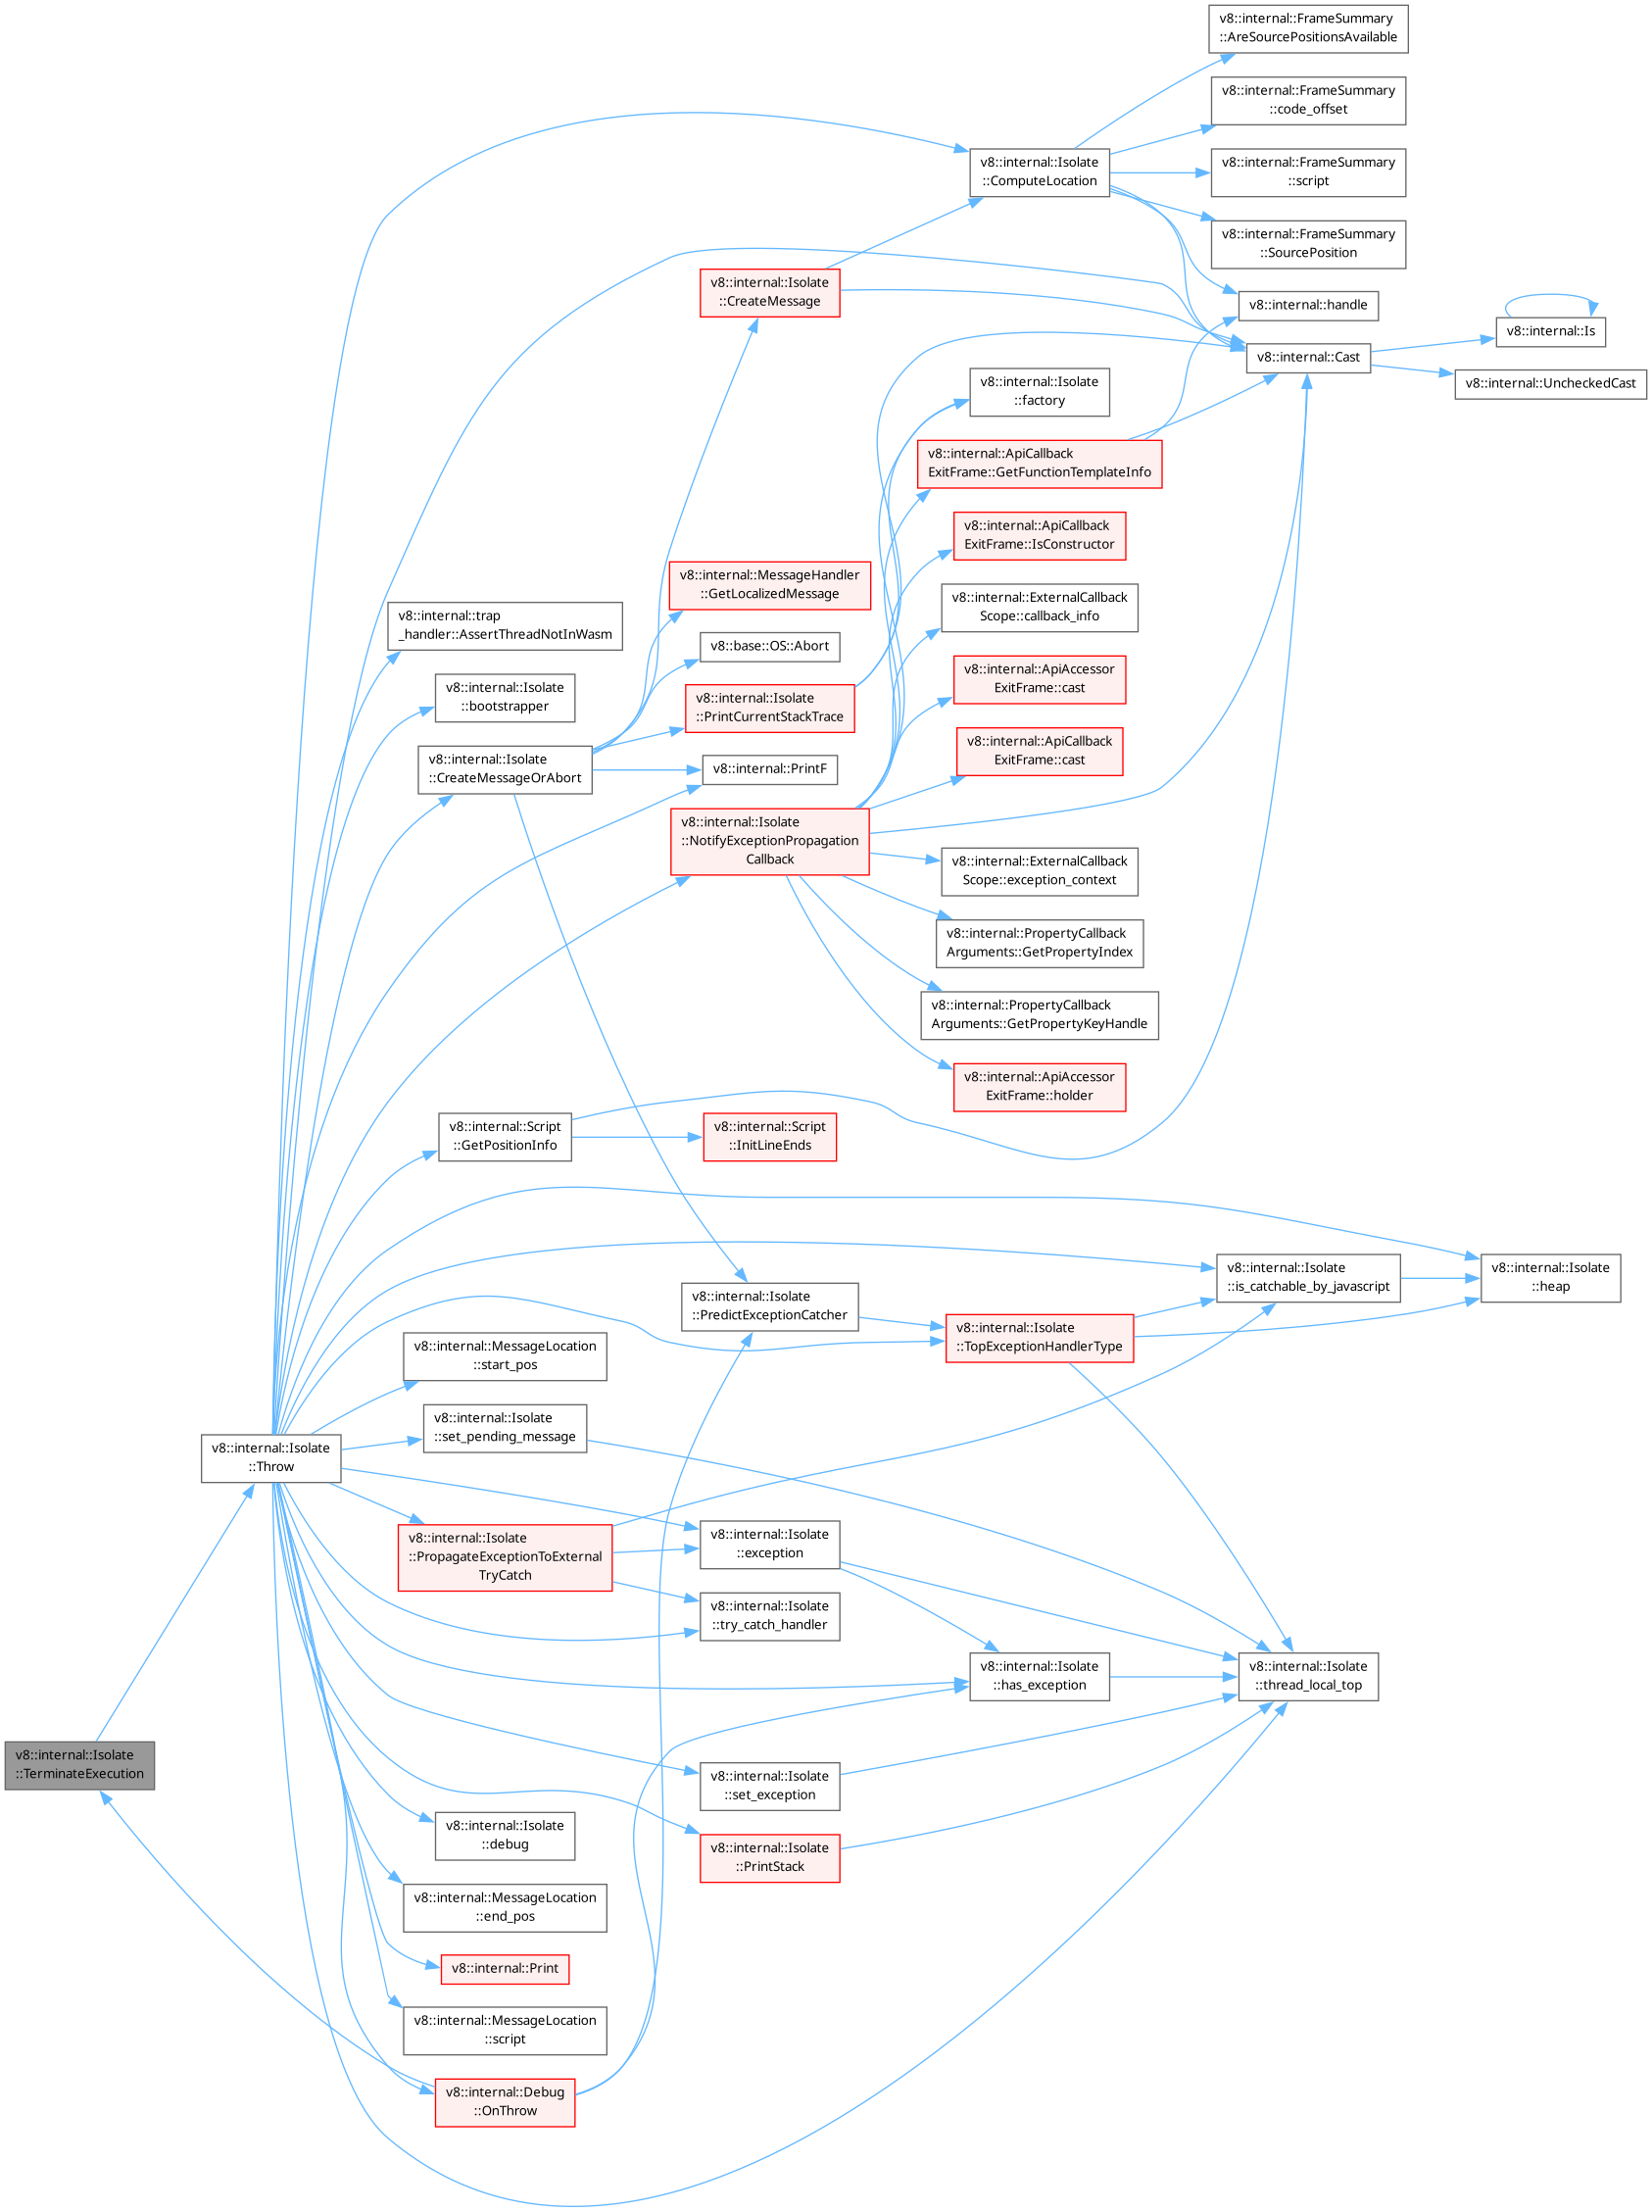 v8::internal::FrameSummary
::AreSourcePositionsAvailable
v8::internal::FrameSummary
::code_offset
v8::internal::Isolate
::ComputeLocation
v8::internal::FrameSummary
::script
v8::internal::FrameSummary
::SourcePosition
v8::internal::Isolate
::CreateMessage
v8::internal::handle
v8::internal::Is
v8::internal::Cast
v8::internal::UncheckedCast
v8::internal::Isolate
::factory
v8::internal::ApiCallback
ExitFrame::GetFunctionTemplateInfo
v8::internal::ApiCallback
ExitFrame::IsConstructor
v8::internal::MessageHandler
::GetLocalizedMessage
v8::internal::ExternalCallback
Scope::callback_info
v8::internal::trap
_handler::AssertThreadNotInWasm
v8::base::OS::Abort
v8::internal::ApiAccessor
ExitFrame::cast
v8::internal::Isolate
::bootstrapper
v8::internal::Isolate
::PrintCurrentStackTrace
v8::internal::ApiCallback
ExitFrame::cast
v8::internal::Isolate
::CreateMessageOrAbort
v8::internal::PrintF
v8::internal::Isolate
::NotifyExceptionPropagation
Callback
v8::internal::ExternalCallback
Scope::exception_context
v8::internal::PropertyCallback
Arguments::GetPropertyIndex
v8::internal::PropertyCallback
Arguments::GetPropertyKeyHandle
v8::internal::ApiAccessor
ExitFrame::holder
v8::internal::Script
::GetPositionInfo
v8::internal::Script
::InitLineEnds
v8::internal::Isolate
::is_catchable_by_javascript
v8::internal::Isolate
::heap
v8::internal::Isolate
::PredictExceptionCatcher
v8::internal::Isolate
::TopExceptionHandlerType
v8::internal::MessageLocation
::start_pos
v8::internal::Isolate
::set_pending_message
v8::internal::Isolate
::Throw
v8::internal::Isolate
::PropagateExceptionToExternal
TryCatch
v8::internal::Isolate
::exception
v8::internal::Isolate
::try_catch_handler
v8::internal::Isolate
::has_exception
v8::internal::Isolate
::thread_local_top
v8::internal::Isolate
::TerminateExecution
v8::internal::Isolate
::set_exception
v8::internal::Isolate
::debug
v8::internal::Isolate
::PrintStack
v8::internal::MessageLocation
::end_pos
v8::internal::Print
v8::internal::MessageLocation
::script
v8::internal::Debug
::OnThrow